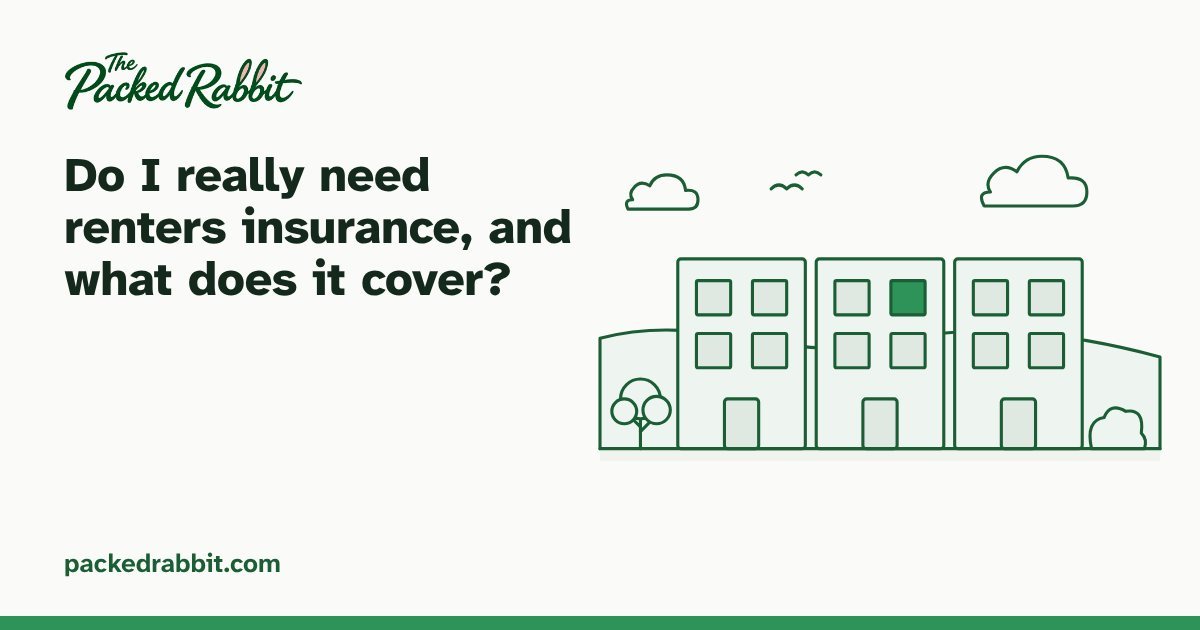 The
Packed Rabbit
Do I really need
renters insurance, and
what does it cover?
packedrabbit.com